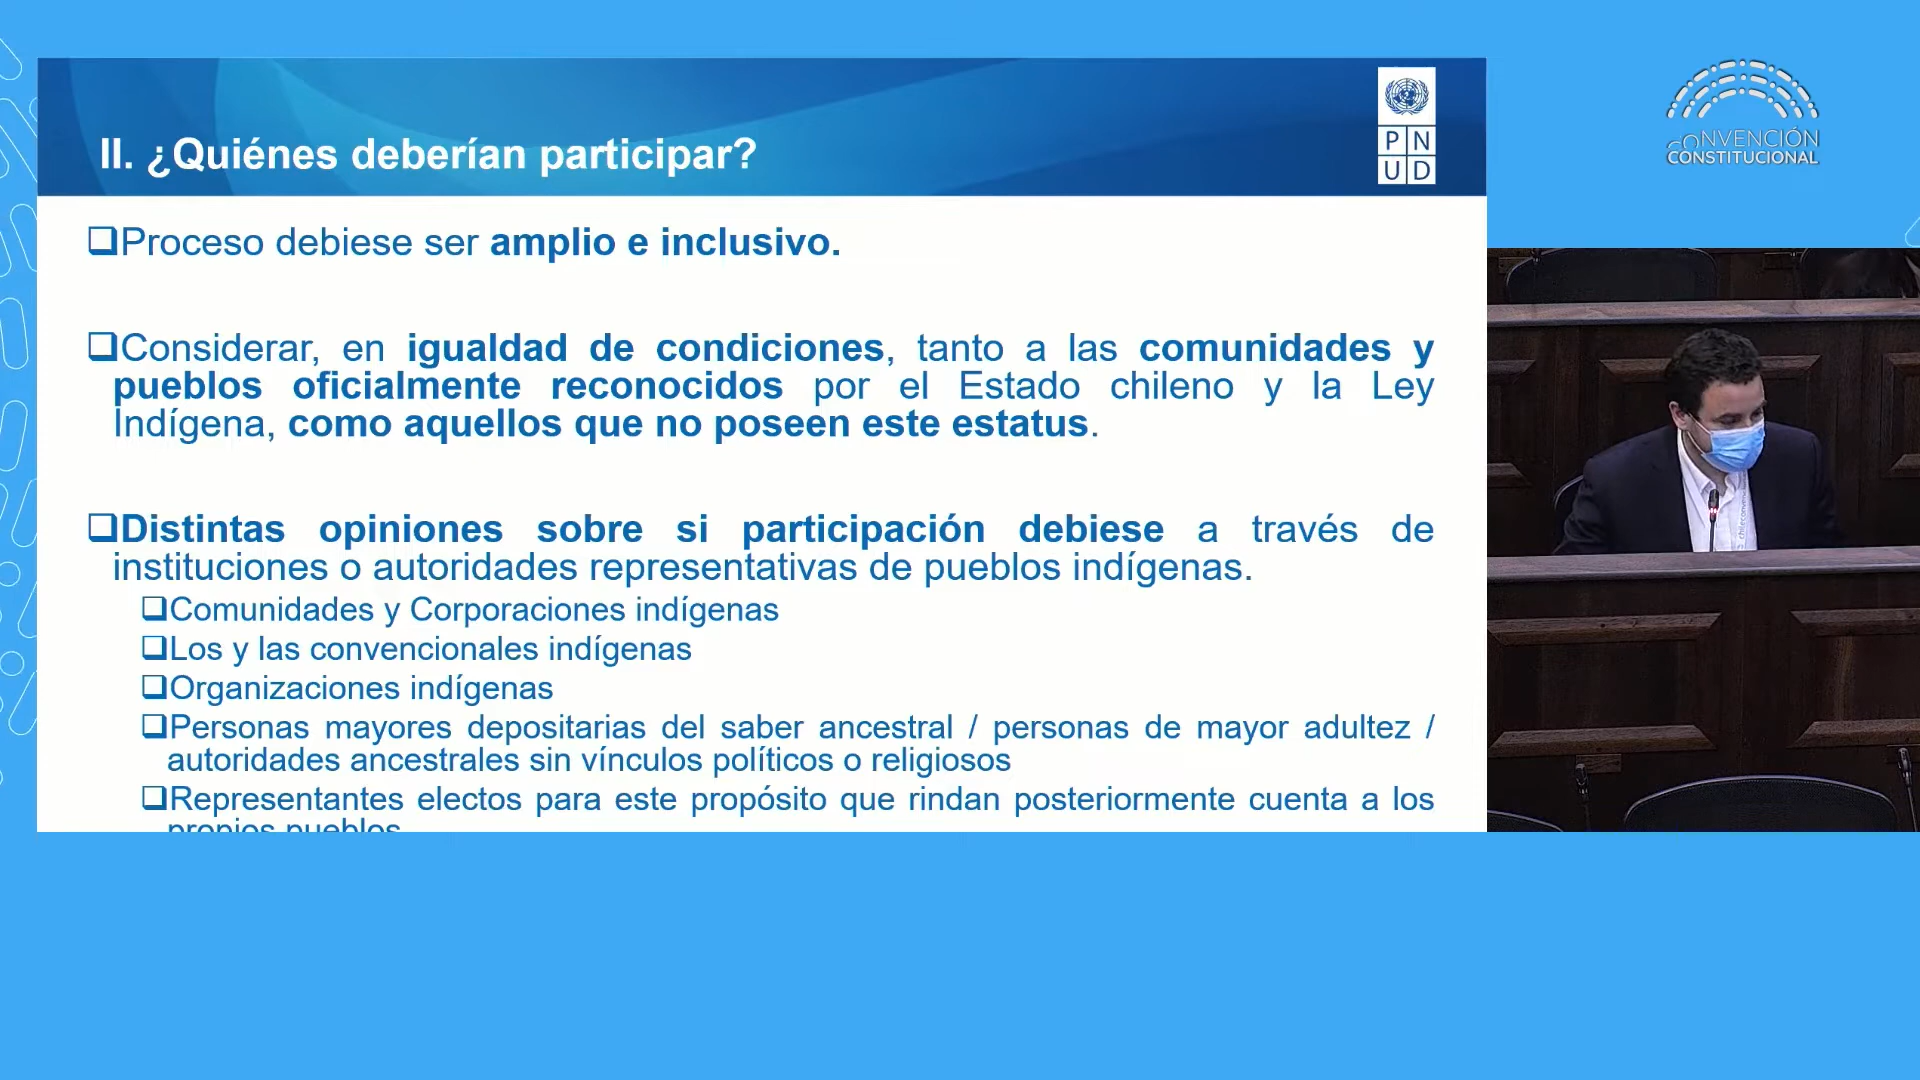 II. ¿Quiénes deberían participar?
P N
U D
CONVENCIÓN
CONSTITUCIONAL
❑Proceso debiese ser amplio e inclusivo.
❑Considerar, en igualdad de condiciones, tanto a las comunidades y
pueblos oficialmente reconocidos por el Estado chileno y la Ley
Indígena, como aquellos que no poseen este estatus.
❑Distintas opiniones sobre si participación debiese a través de
instituciones o autoridades representativas de pueblos indígenas.
❑Comunidades y Corporaciones indígenas
❑Los y las convencionales indígenas
❑Organizaciones indígenas
❑Personas mayores depositarias del saber ancestral / personas de mayor adultez /
autoridades ancestrales sin vínculos políticos o religiosos
❑Representantes electos para este propósito que rindan posteriormente cuenta a los
propios pueblos.